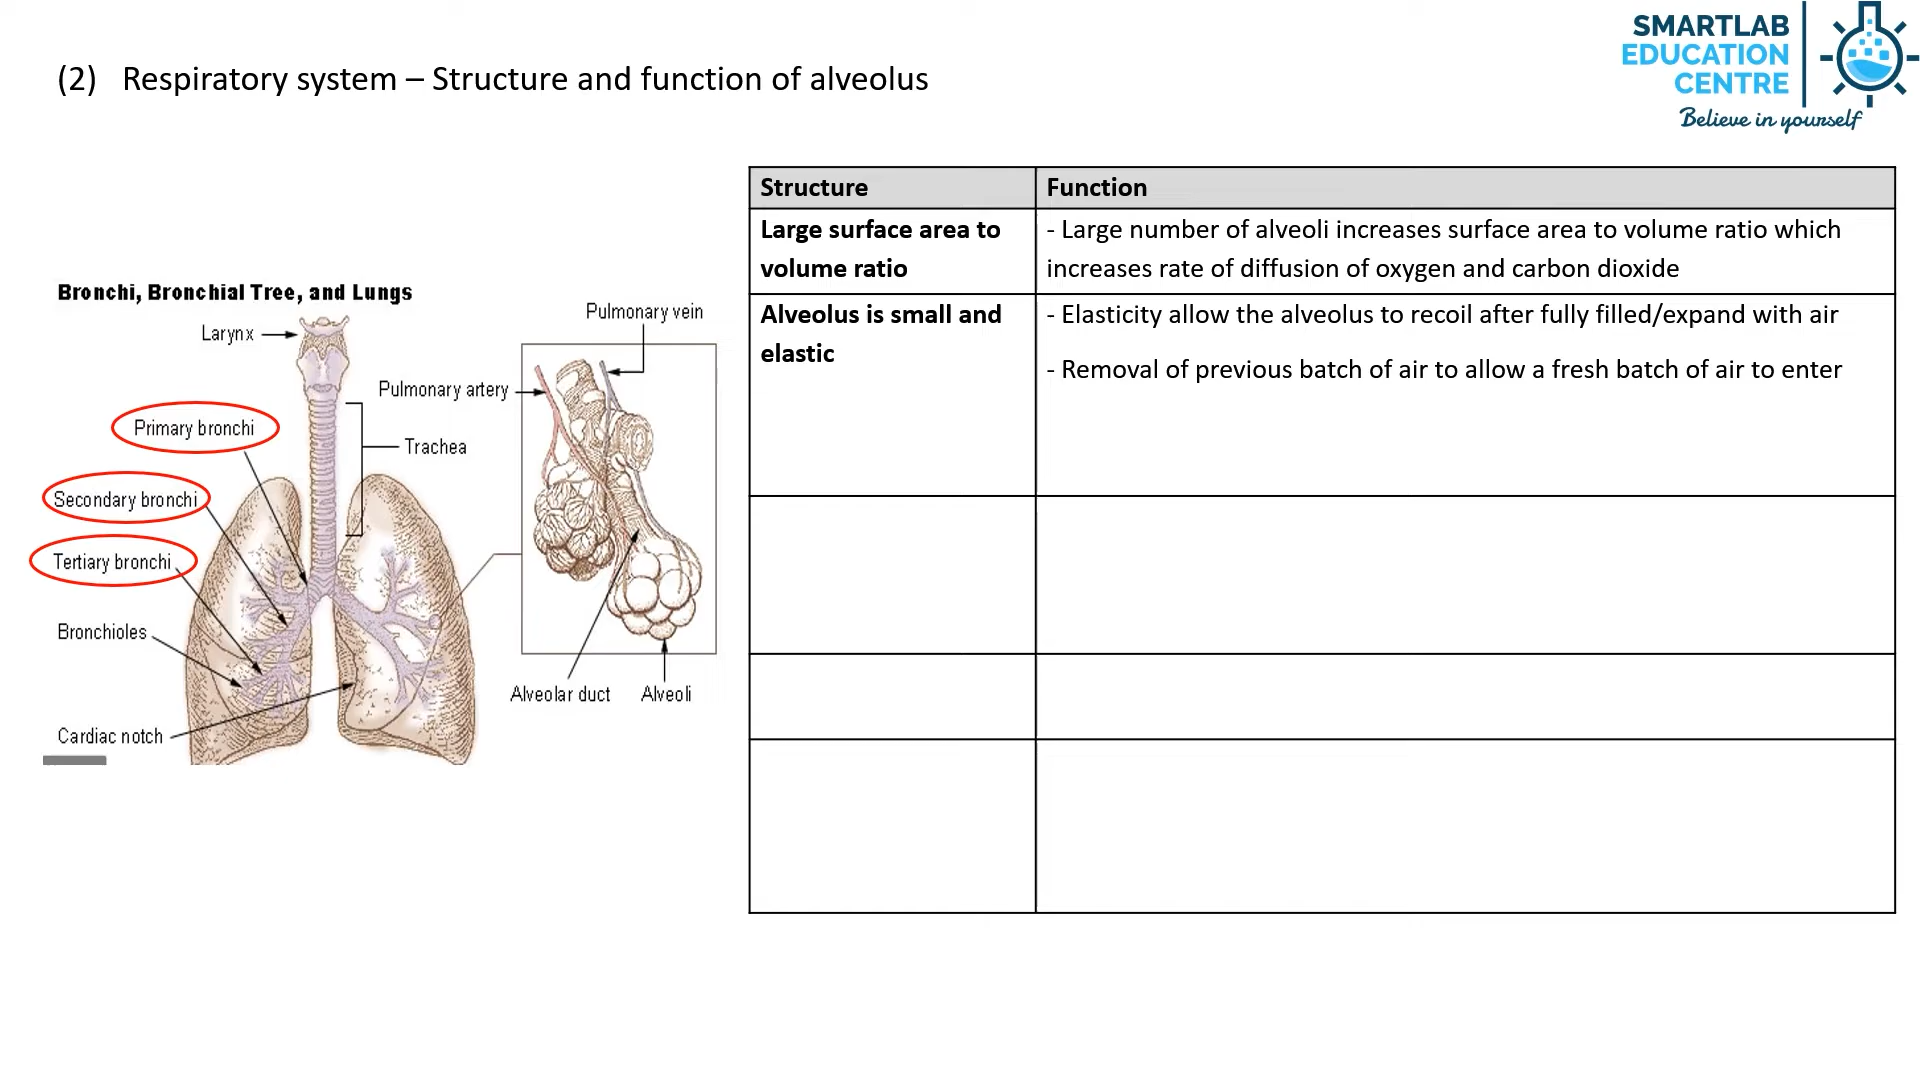 (2) Respiratory system – Structure and function of alveolus
SMARTLAB
EDUCATION
CENTRE
Believe in yourself
Bronchi, Bronchial Tree, and Lungs
Larynx
Pulmonary vein
Pulmonary artery
Primary bronchi
Trachea
Secondary bronchi
Tertiary bronchi
Bronchioles
Alveolar duct
Alveoli
Cardiac notch
Structure
Function
Large surface area to
volume ratio
- Large number of alveoli increases surface area to volume ratio which
increases rate of diffusion of oxygen and carbon dioxide
Alveolus is small and
elastic
- Elasticity allow the alveolus to recoil after fully filled/expand with air
- Removal of previous batch of air to allow a fresh batch of air to enter